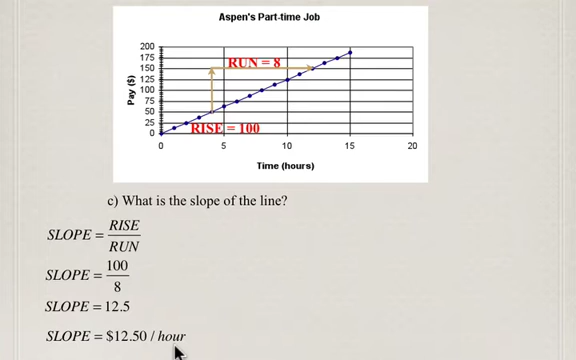 Aspen's Part-time Job
200
175
150
125
100
75
50
25
0
Pay ($)
RUN = 8
RISE = 100
0 5 10 15 20
Time (hours)
c) What is the slope of the line?
SLOPE = RISE / RUN
SLOPE = 100 / 8
SLOPE = 12.5
SLOPE = $12.50 / hour